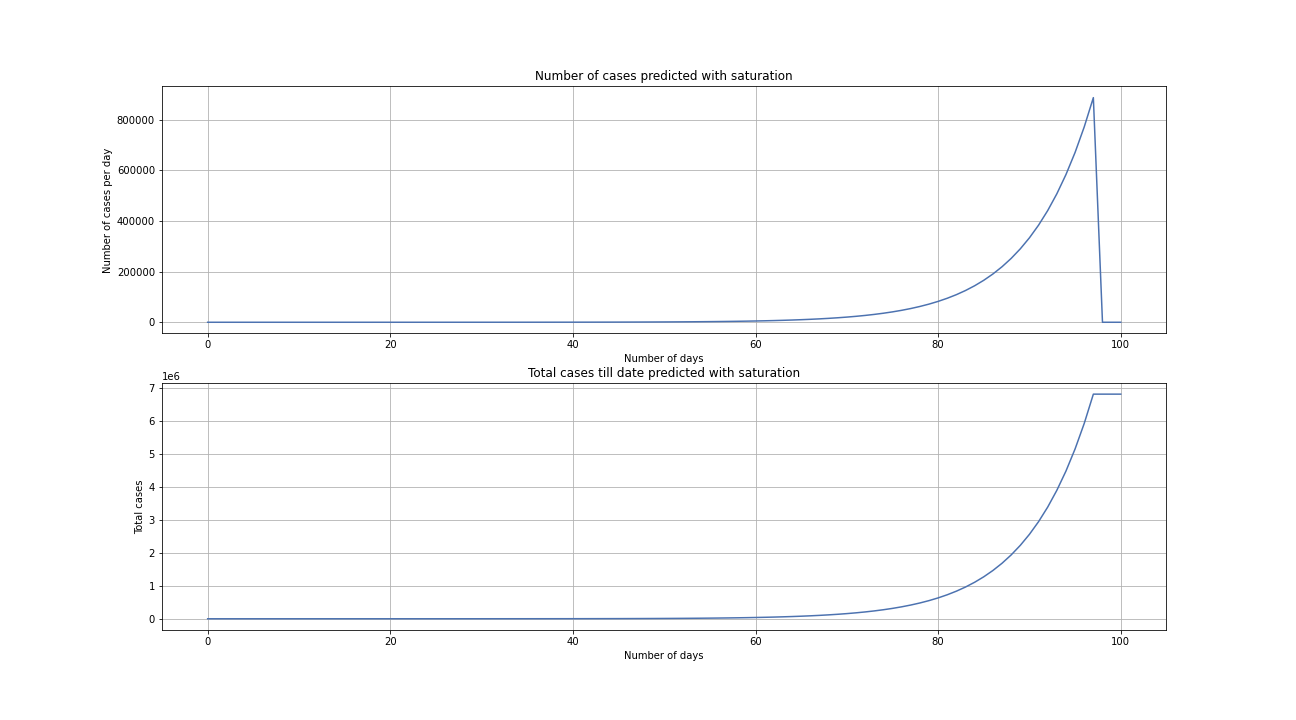 Number of cases predicted with saturation
Number of cases per day
800000
600000
400000
200000
0
0 20 40 60 80 100
Number of days
Total cases till date predicted with saturation
1e6
Total cases
7
6
5
4
3
2
1
0
0 20 40 60 80 100
Number of days